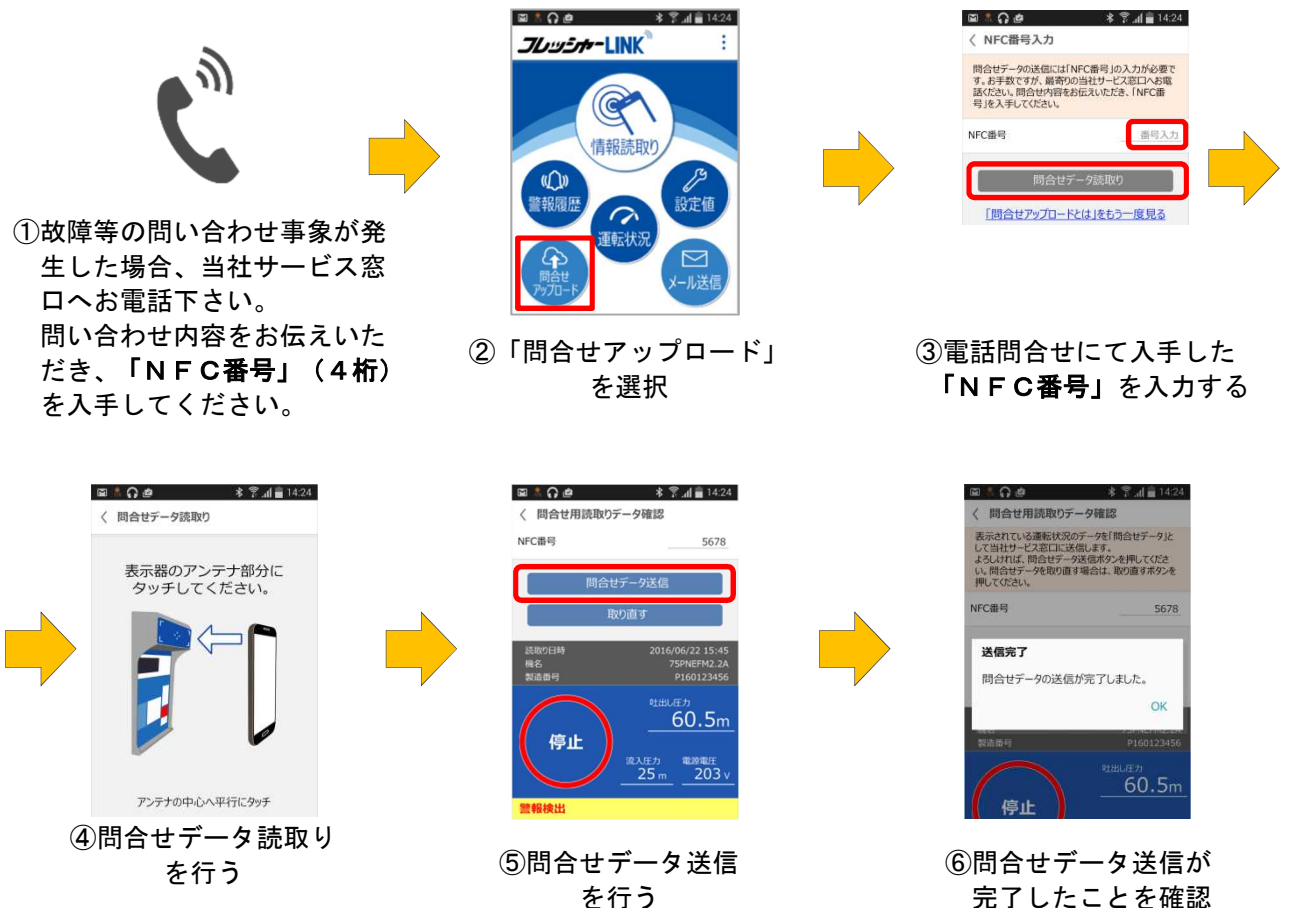 ①故障等の問い合わせ事象が発
生した場合、当社サービス窓
口へお電話下さい。
問い合わせ内容をお伝えいた
だき、「ＮＦＣ番号」（４桁）
を入手してください。
14:24
フレッシャーLINK
情報読取り
警報履歴
設定値
運転状況
問合せ
アップロード
メール送信
②「問合せアップロード」
を選択
14:24
〈 NFC番号入力
問合せデータの送信には「NFC番号」の入力が必要で
す。お手数ですが、最寄りの当社サービス窓口へお電
話ください。問合せ内容をお伝えいただき、「NFC番
号」を入手してください。
NFC番号 番号入力
問合せデータ読取り
「問合せアップロードとは」をもう一度見る
③電話問合せにて入手した
「ＮＦＣ番号」を入力する
14:24
〈 問合せデータ読取り
表示器のアンテナ部分に
タッチしてください。
アンテナの中心へ平行にタッチ
④問合せデータ読取り
を行う
14:24
〈 問合せ用読取りデータ確認
NFC番号 5678
問合せデータ送信
取り直す
読取り日時 2016/06/22 15:45
機名 75PNEFM2.2A
製造番号 P160123456
停止
吐出し圧力
60.5m
流入圧力 電源電圧
25 m 203 v
警報検出
⑤問合せデータ送信
を行う
14:24
〈 問合せ用読取りデータ確認
表示されている運転状況のデータを「問合せデータ」と
して当社サービス窓口に送信します。
よろしければ、問合せデータ送信ボタンを押してくださ
い。問合せデータを取り直す場合は、取り直すボタンを
押してください。
NFC番号 5678
送信完了
問合せデータの送信が完了しました。
OK
製造番号 P160123456
吐出し圧力
60.5m
停止
⑥問合せデータ送信が
完了したことを確認